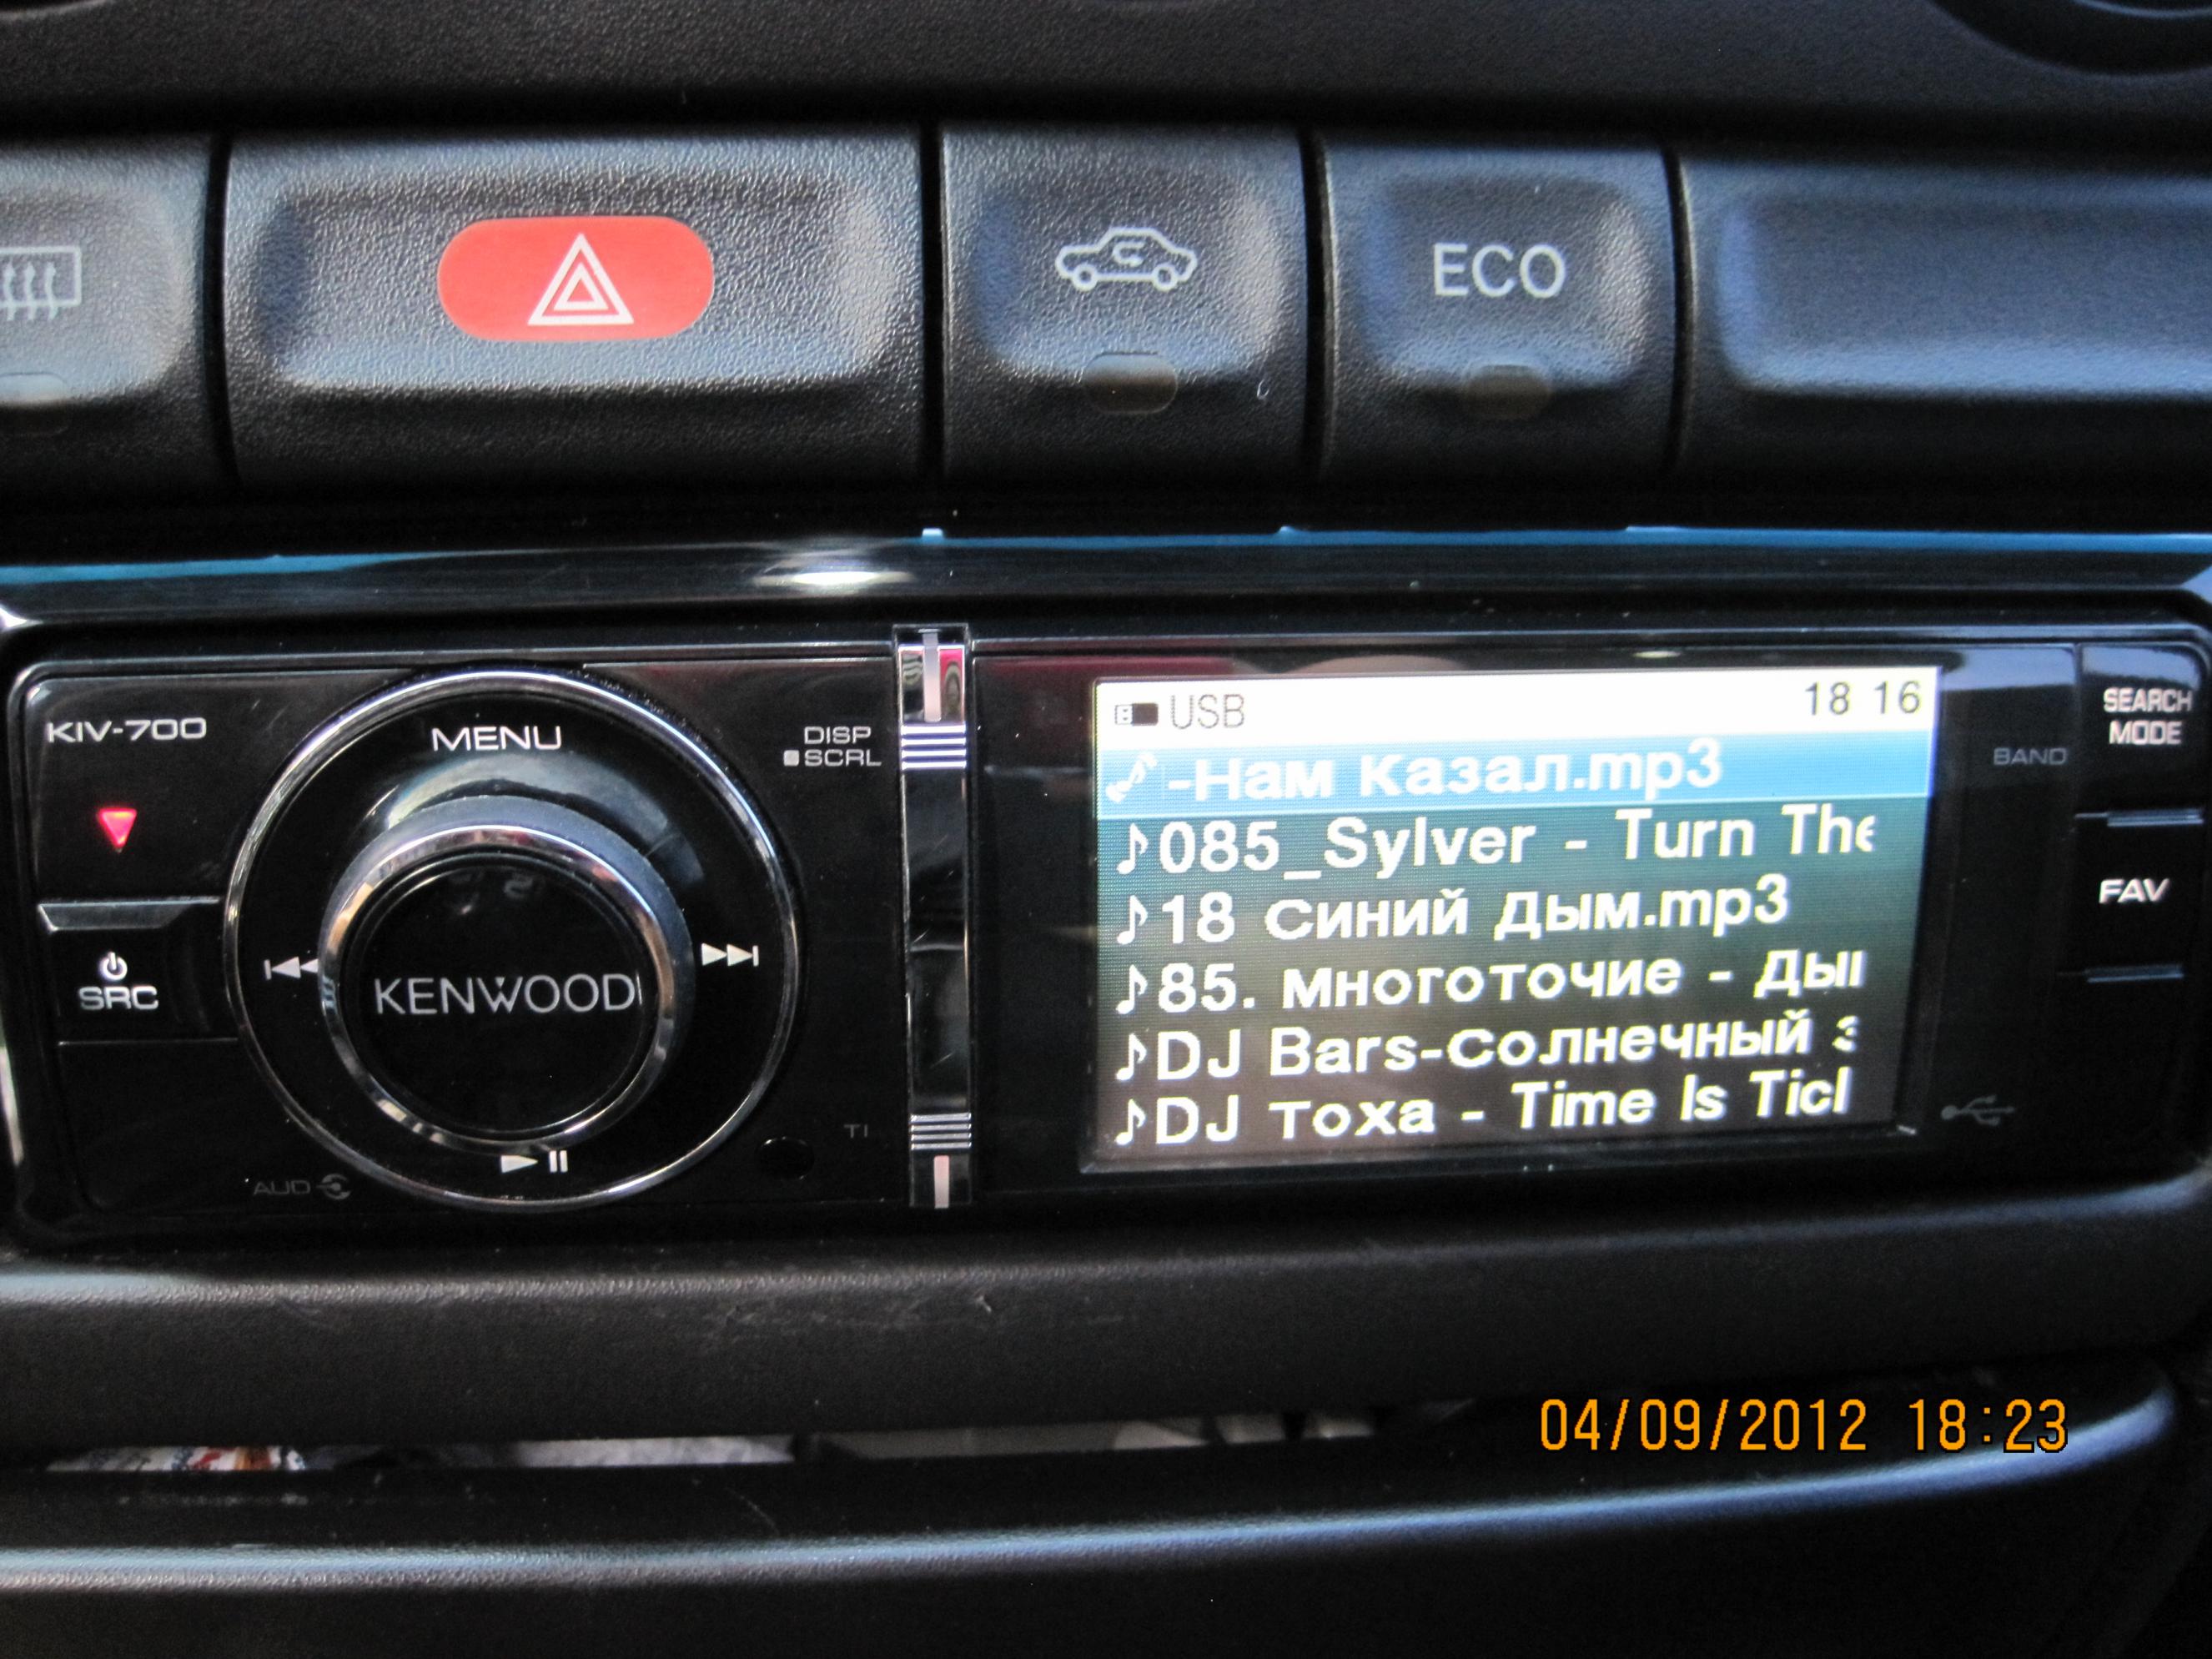 ECO
KIV-700
MENU
DISP
SCRL
USB
18 16
SEARCH
MODE
BAND
-Нам Казал.mp3
085_Sylver - Turn The
18 Синий Дым.mp3
FAV
85. Многоточие - Ды
SRC
KENWOOD
DJ Bars-Солнечный з
DJ Тоха - Time Is Tic
TI
AUD
04/09/2012 18:23